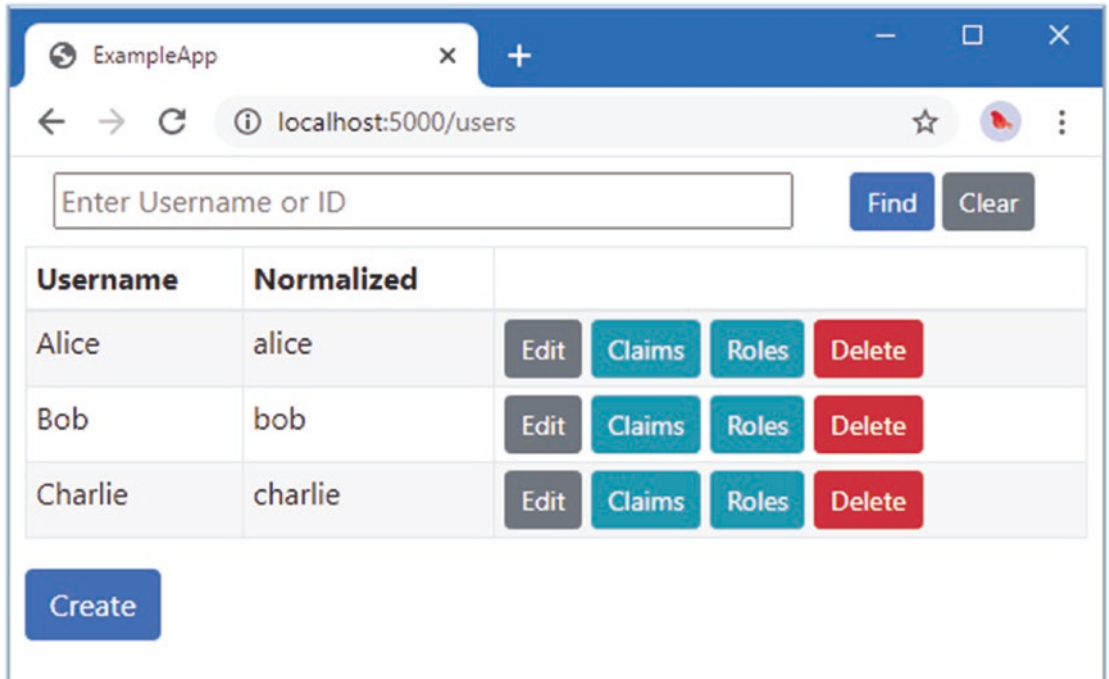 ExampleApp
localhost:5000/users
Enter Username or ID Find Clear
Username Normalized
Alice alice Edit Claims Roles Delete
Bob bob Edit Claims Roles Delete
Charlie charlie Edit Claims Roles Delete
Create